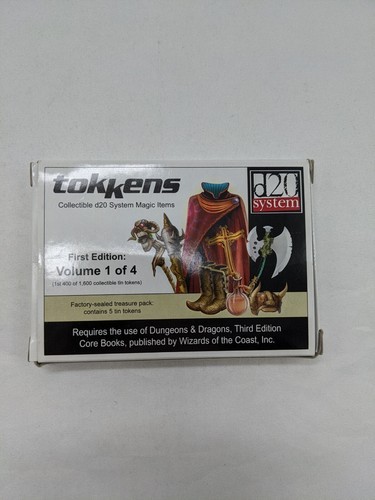 tokkens
Collectible d20 System Magic Items
d20
system
First Edition:
Volume 1 of 4
(1st 400 of 1,600 collectible tin tokens)
Factory-sealed treasure pack:
contains 5 tin tokens
Requires the use of Dungeons & Dragons, Third Edition
Core Books, published by Wizards of the Coast, Inc.